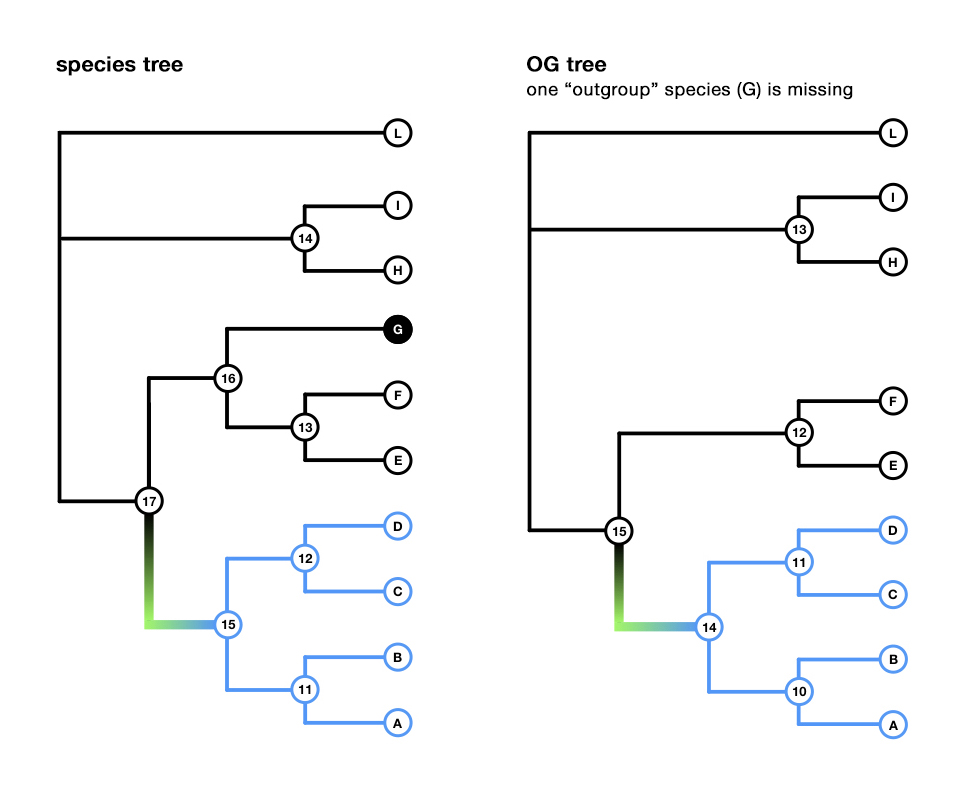 species tree
L
I
14
H
G
16
F
13
E
17
D
12
C
15
B
11
A
OG tree
one “outgroup” species (G) is missing
L
I
13
H
F
12
E
15
D
11
C
14
B
10
A